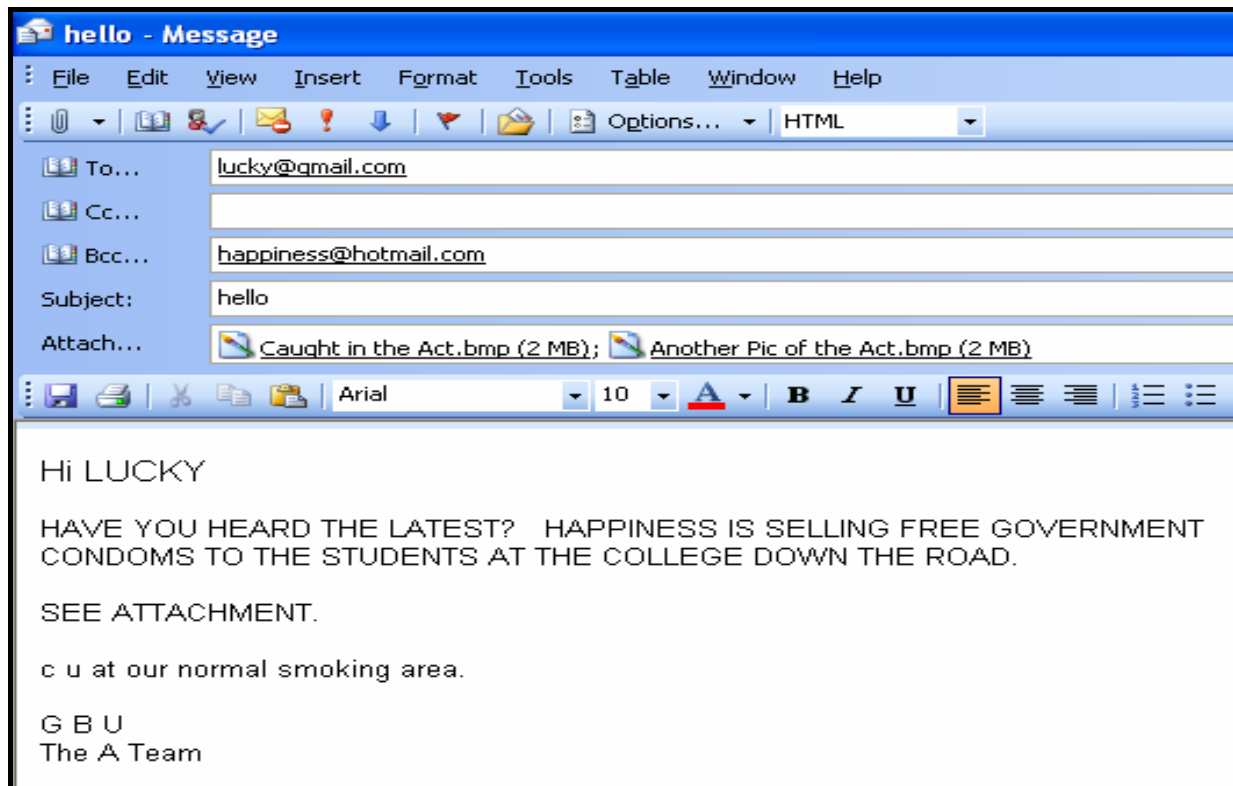 hello - Message
File Edit View Insert Format Tools Table Window Help
Options... HTML
To... lucky@gmail.com
Cc...
Bcc... happiness@hotmail.com
Subject: hello
Attach... Caught in the Act.bmp (2 MB); Another Pic of the Act.bmp (2 MB)
Arial 10 A B I U
Hi LUCKY
HAVE YOU HEARD THE LATEST? HAPPINESS IS SELLING FREE GOVERNMENT
CONDOMS TO THE STUDENTS AT THE COLLEGE DOWN THE ROAD.
SEE ATTACHMENT.
c u at our normal smoking area.
G B U
The A Team